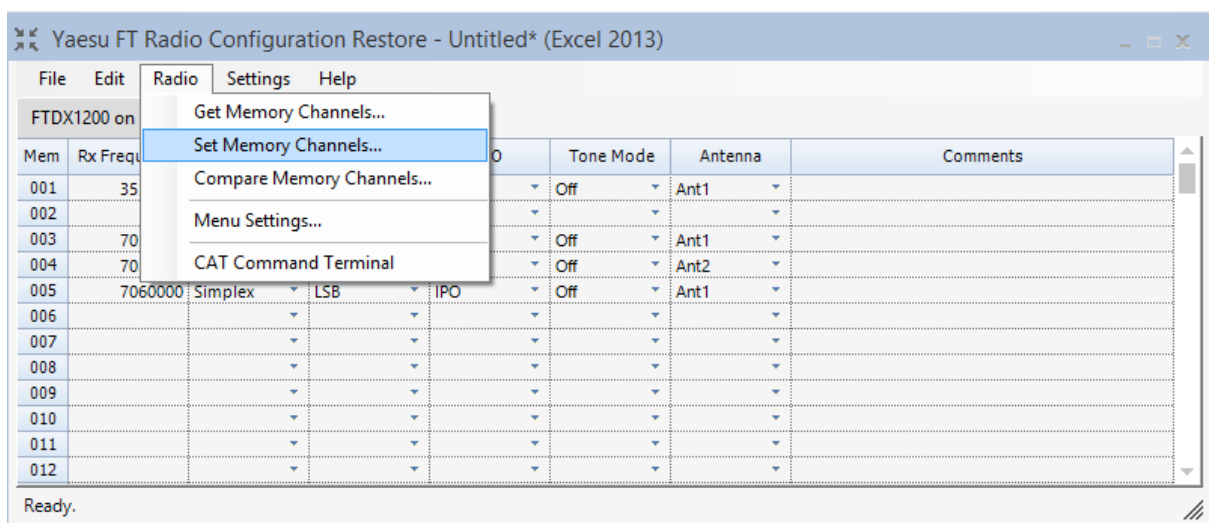 Yaesu FT Radio Configuration Restore - Untitled* (Excel 2013)
File Edit Radio Settings Help
FTDX1200 on
Get Memory Channels...
Set Memory Channels...
Compare Memory Channels...
Menu Settings...
CAT Command Terminal
Mem Rx Frequ O Tone Mode Antenna Comments
001 35 Off Ant1
002
003 70 Off Ant1
004 70 Off Ant2
005 7060000 Simplex LSB IPO Off Ant1
006
007
008
009
010
011
012
Ready.